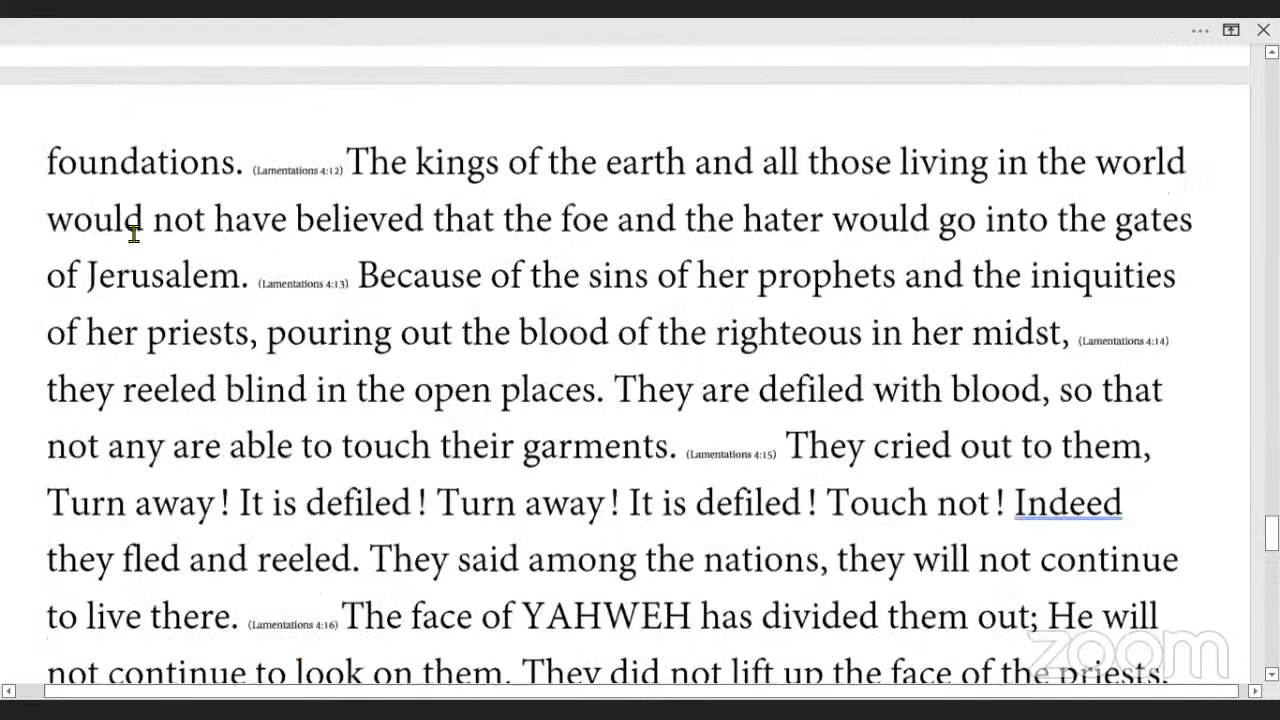 foundations. (Lamentations 4:12) The kings of the earth and all those living in the world
would not have believed that the foe and the hater would go into the gates
of Jerusalem. (Lamentations 4:13) Because of the sins of her prophets and the iniquities
of her priests, pouring out the blood of the righteous in her midst, (Lamentations 4:14)
they reeled blind in the open places. They are defiled with blood, so that
not any are able to touch their garments. (Lamentations 4:15) They cried out to them,
Turn away! It is defiled! Turn away! It is defiled! Touch not! Indeed
they fled and reeled. They said among the nations, they will not continue
to live there. (Lamentations 4:16) The face of YAHWEH has divided them out; He will
not continue to look on them. They did not lift up the face of the priests,
zoom